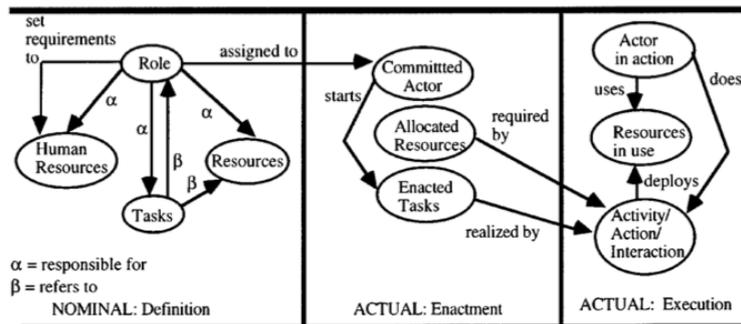 set
requirements
to
Role
α
α
α
β
β
Human
Resources
Resources
Tasks
α = responsible for
β = refers to
NOMINAL: Definition
assigned to
Committted
Actor
starts
Allocated
Resources
required
by
Enacted
Tasks
realized by
ACTUAL: Enactment
Actor
in action
uses
does
Resources
in use
deploys
Activity/
Action/
Interaction
ACTUAL: Execution